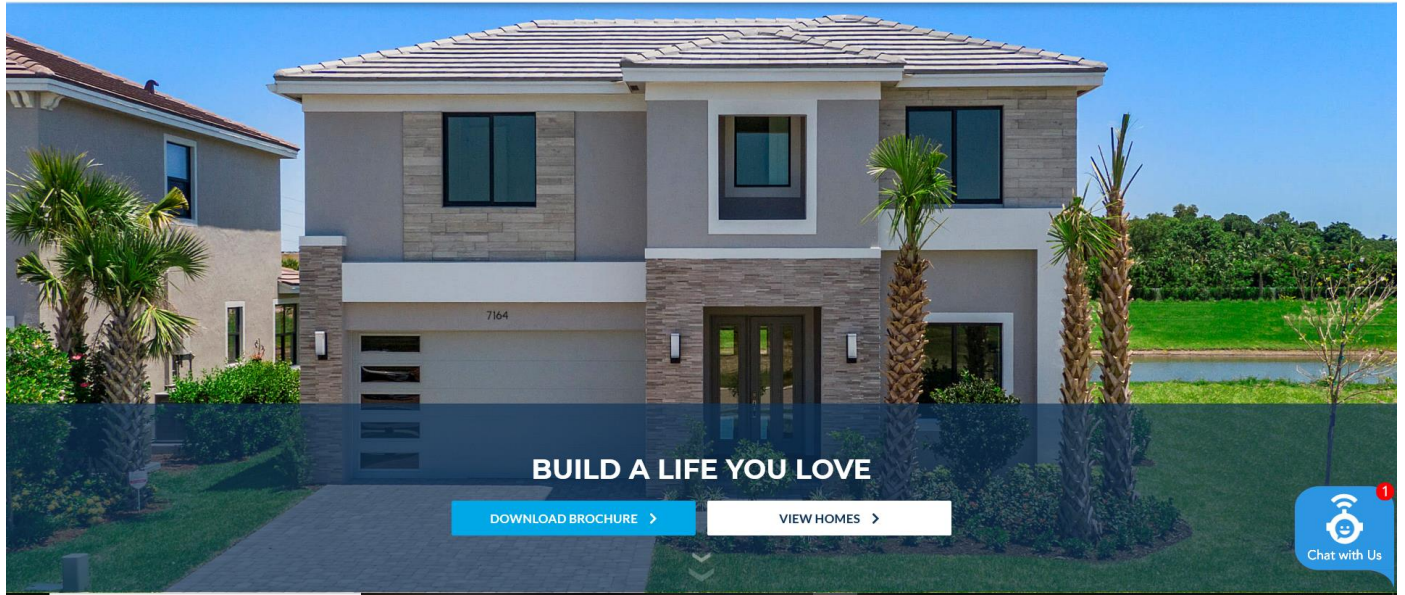 7164
BUILD A LIFE YOU LOVE
DOWNLOAD BROCHURE
VIEW HOMES
1
Chat with Us